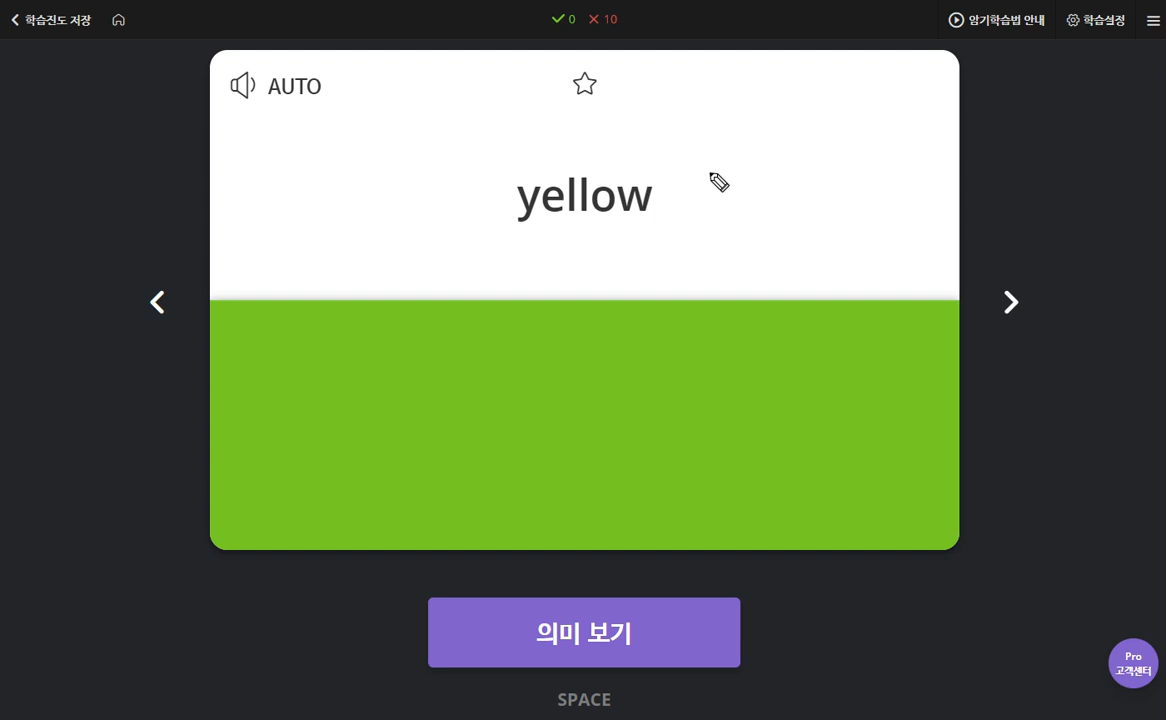 학습진도 저장
0 10
암기학습법 안내
학습설정
AUTO
yellow
의미 보기
SPACE
Pro
고객센터